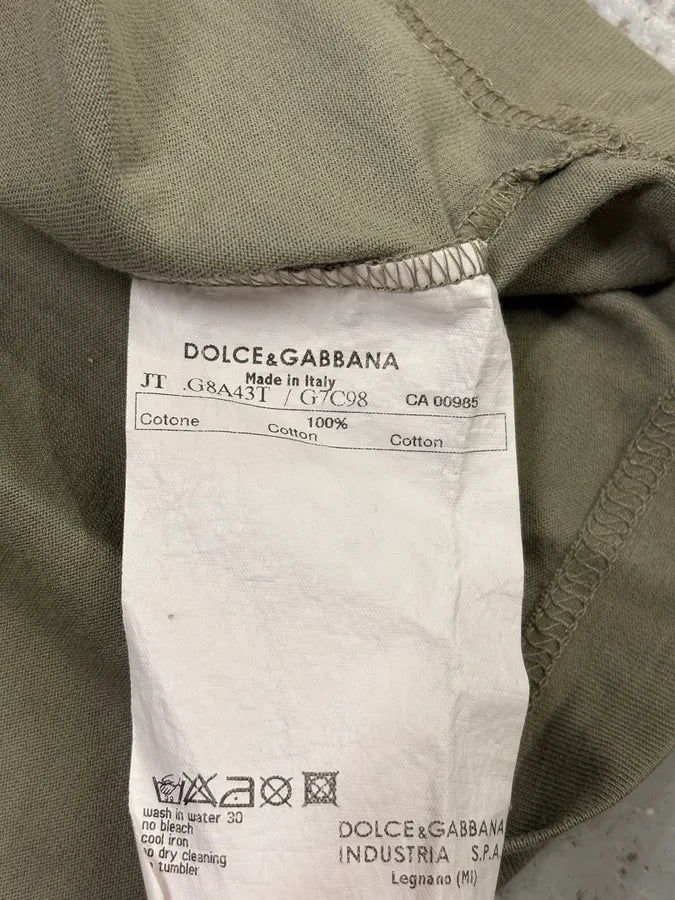 DOLCE&GABBANA
Made in Italy
JT .G8A43T / G7C98 CA 00985
Cotone 100%
Cotton Cotton
wash in water 30
no bleach
cool iron
dry cleaning
tumbler
DOLCE&GABBANA
INDUSTRIA S.P.A.
Legnano (MI)